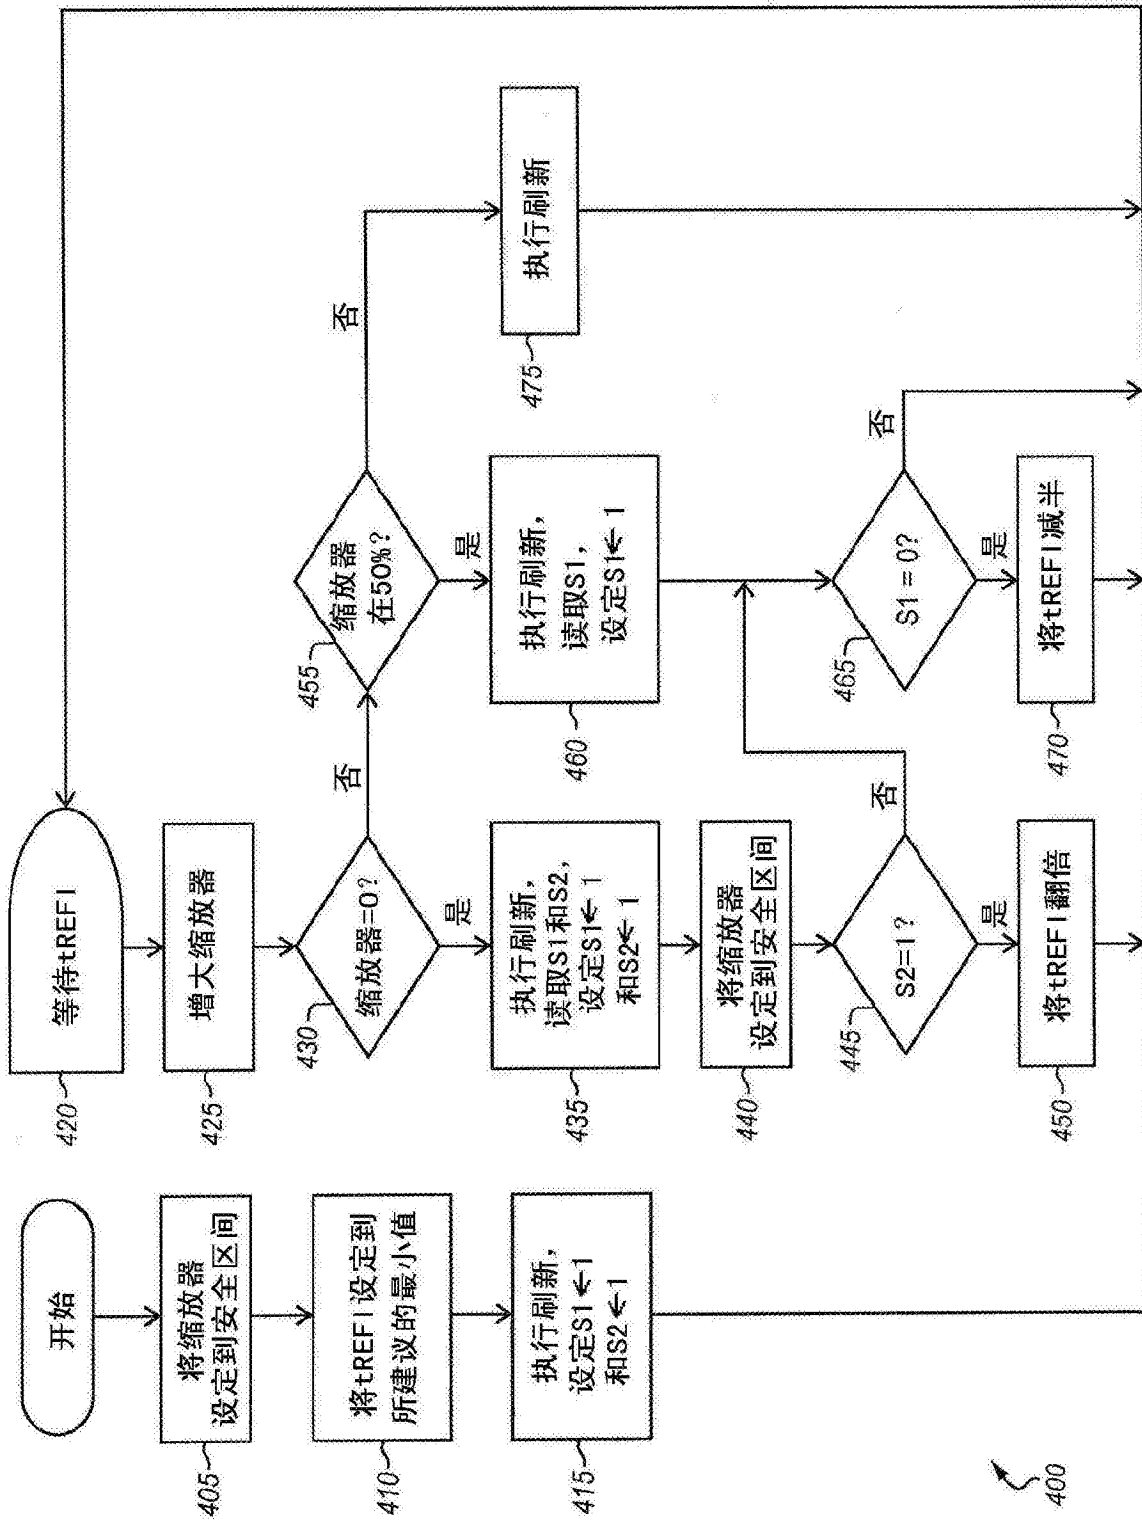 开始
将缩放器
设定到安全区间
405
将tREFI设定到
所建议的最小值
410
执行刷新,
设定S1←1
和S2←1
415
等待tREFI
420
增大缩放器
425
缩放器=0?
430
否
是
执行刷新,
读取S1和S2,
设定S1←1
和S2←1
435
将缩放器
设定到安全区间
440
S2=1?
445
否
是
将tREFI翻倍
450
缩放器
在50%?
455
否
是
执行刷新,
读取S1,
设定S1←1
460
S1=0?
465
否
是
将tREFI减半
470
执行刷新
475
400